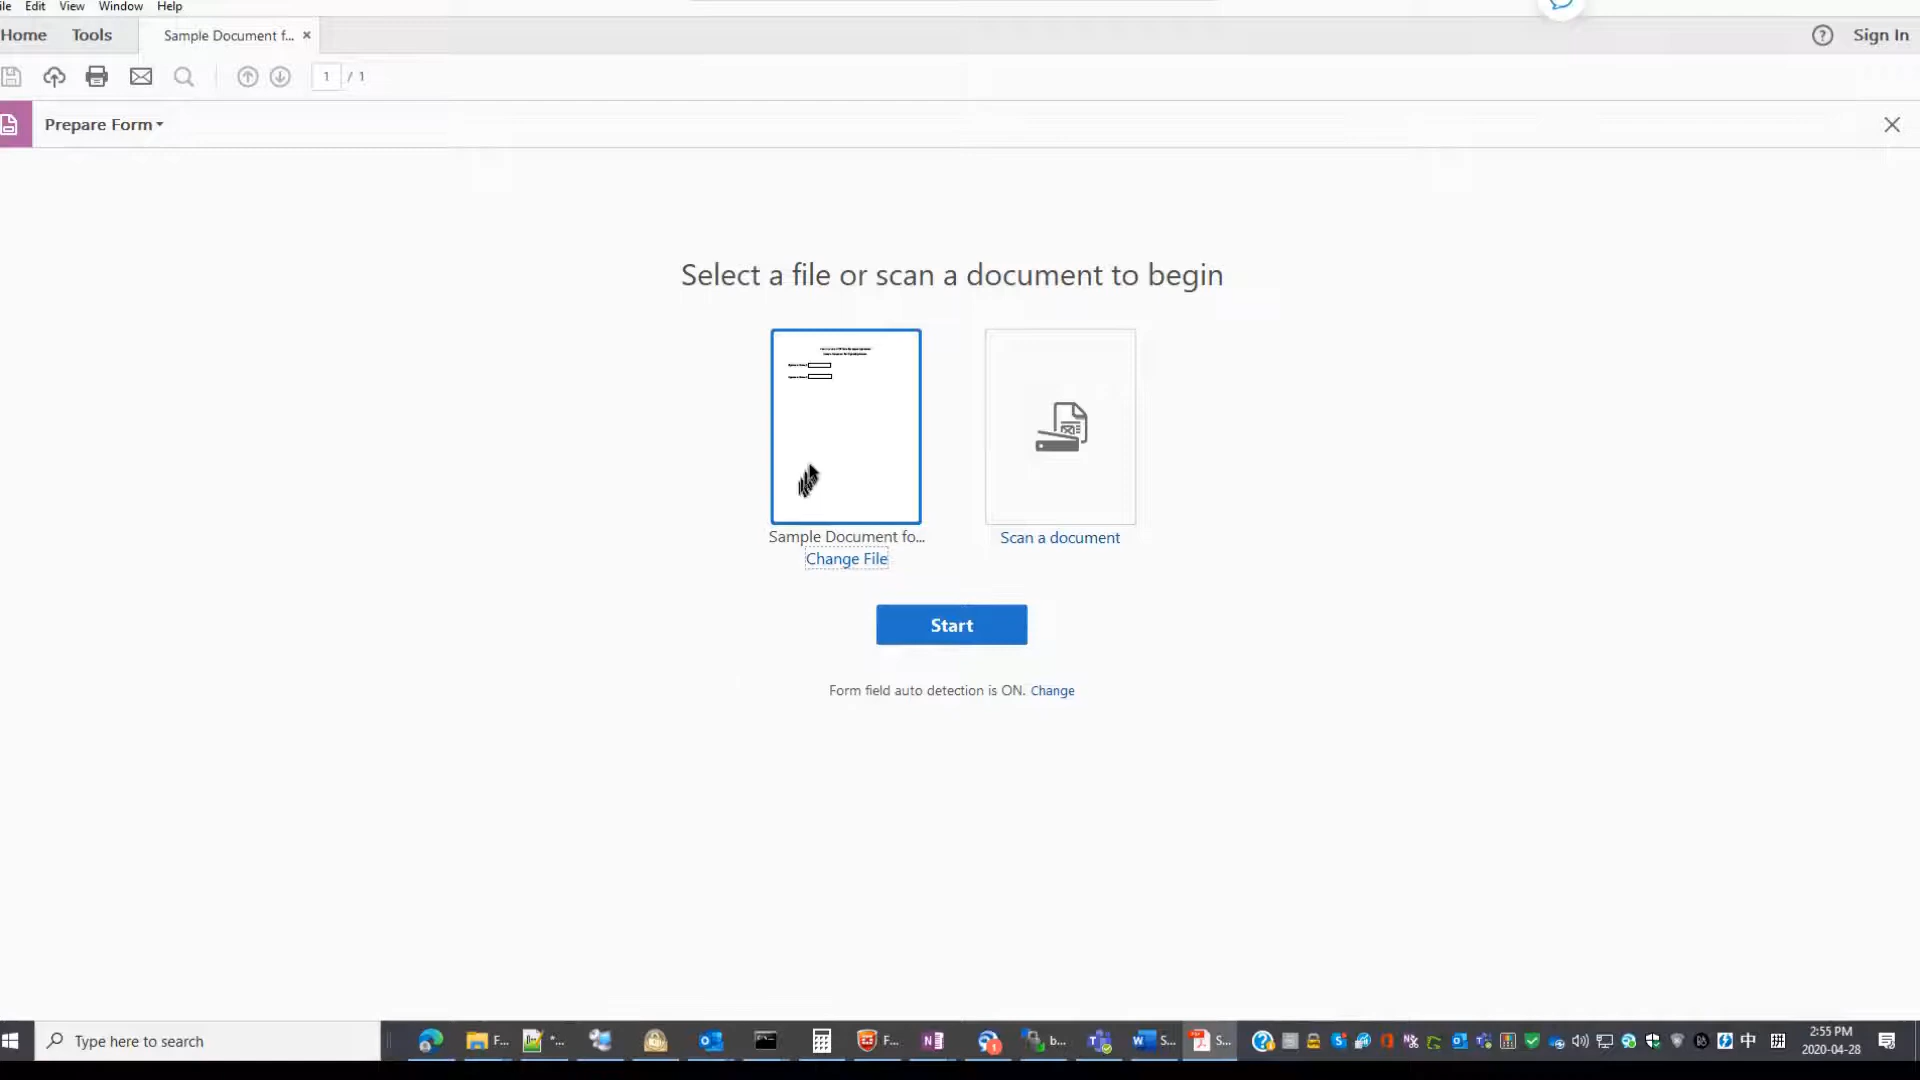 ile Edit View Window Help
Home Tools Sample Document f... ×
? Sign In
1 / 1
Prepare Form
Select a file or scan a document to begin
Sample Document fo...
Change File
Scan a document
Start
Form field auto detection is ON. Change
Type here to search
F... *... F... b... S... S...
中
2:55 PM
2020-04-28